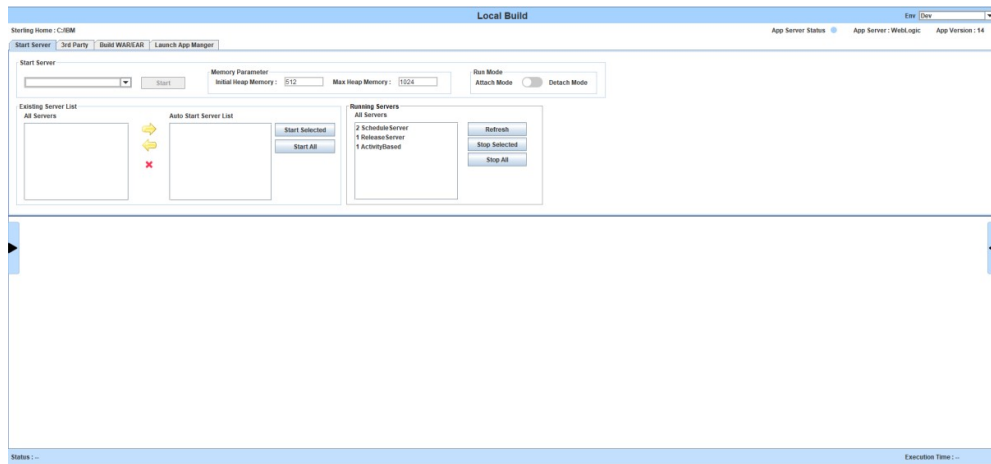 Local Build
Env Dev
Sterling Home : C:/IBM
App Server Status App Server : WebLogic App Version : 14
Start Server 3rd Party Build WAR/EAR Launch App Manger
Start Server
Start
Memory Parameter
Initial Heap Memory : 512 Max Heap Memory : 1024
Run Mode
Attach Mode Detach Mode
Existing Server List
All Servers Auto Start Server List
Start Selected
Start All
Running Servers
All Servers
2 ScheduleServer
1 ReleaseServer
1 ActivityBased
Refresh
Stop Selected
Stop All
Status : -- Execution Time : --